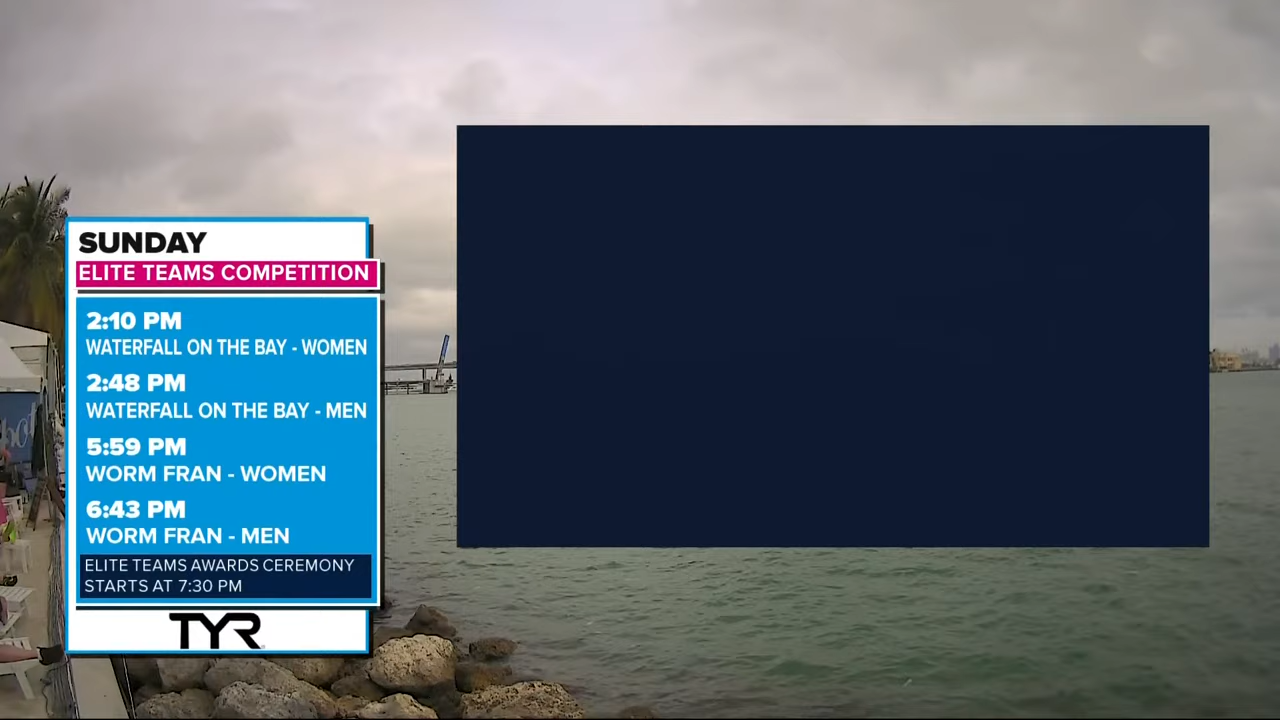 SUNDAY
ELITE TEAMS COMPETITION
2:10 PM
WATERFALL ON THE BAY - WOMEN
2:48 PM
WATERFALL ON THE BAY - MEN
5:59 PM
WORM FRAN - WOMEN
6:43 PM
WORM FRAN - MEN
ELITE TEAMS AWARDS CEREMONY
STARTS AT 7:30 PM
TYR